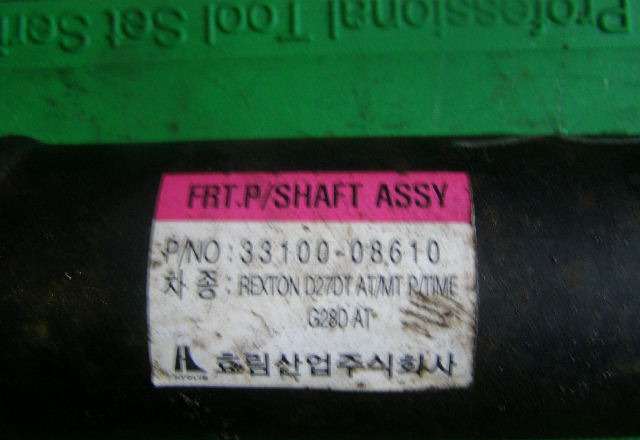 Professional Tool Set Seri
FRT.P/SHAFT ASSY
P/NO : 33100-08610
차 종 : REXTON D27DT AT/MT P/TIME
G28D AT
효림산업주식회사